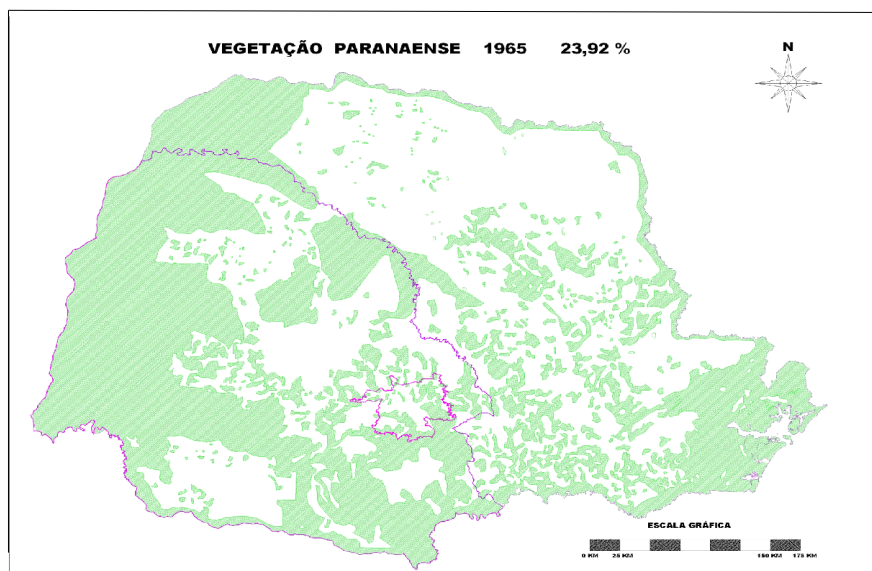 VEGETAÇÃO PARANAENSE 1965 23,92 %
N
ESCALA GRÁFICA
0 KM 25 KM 150 KM 175 KM